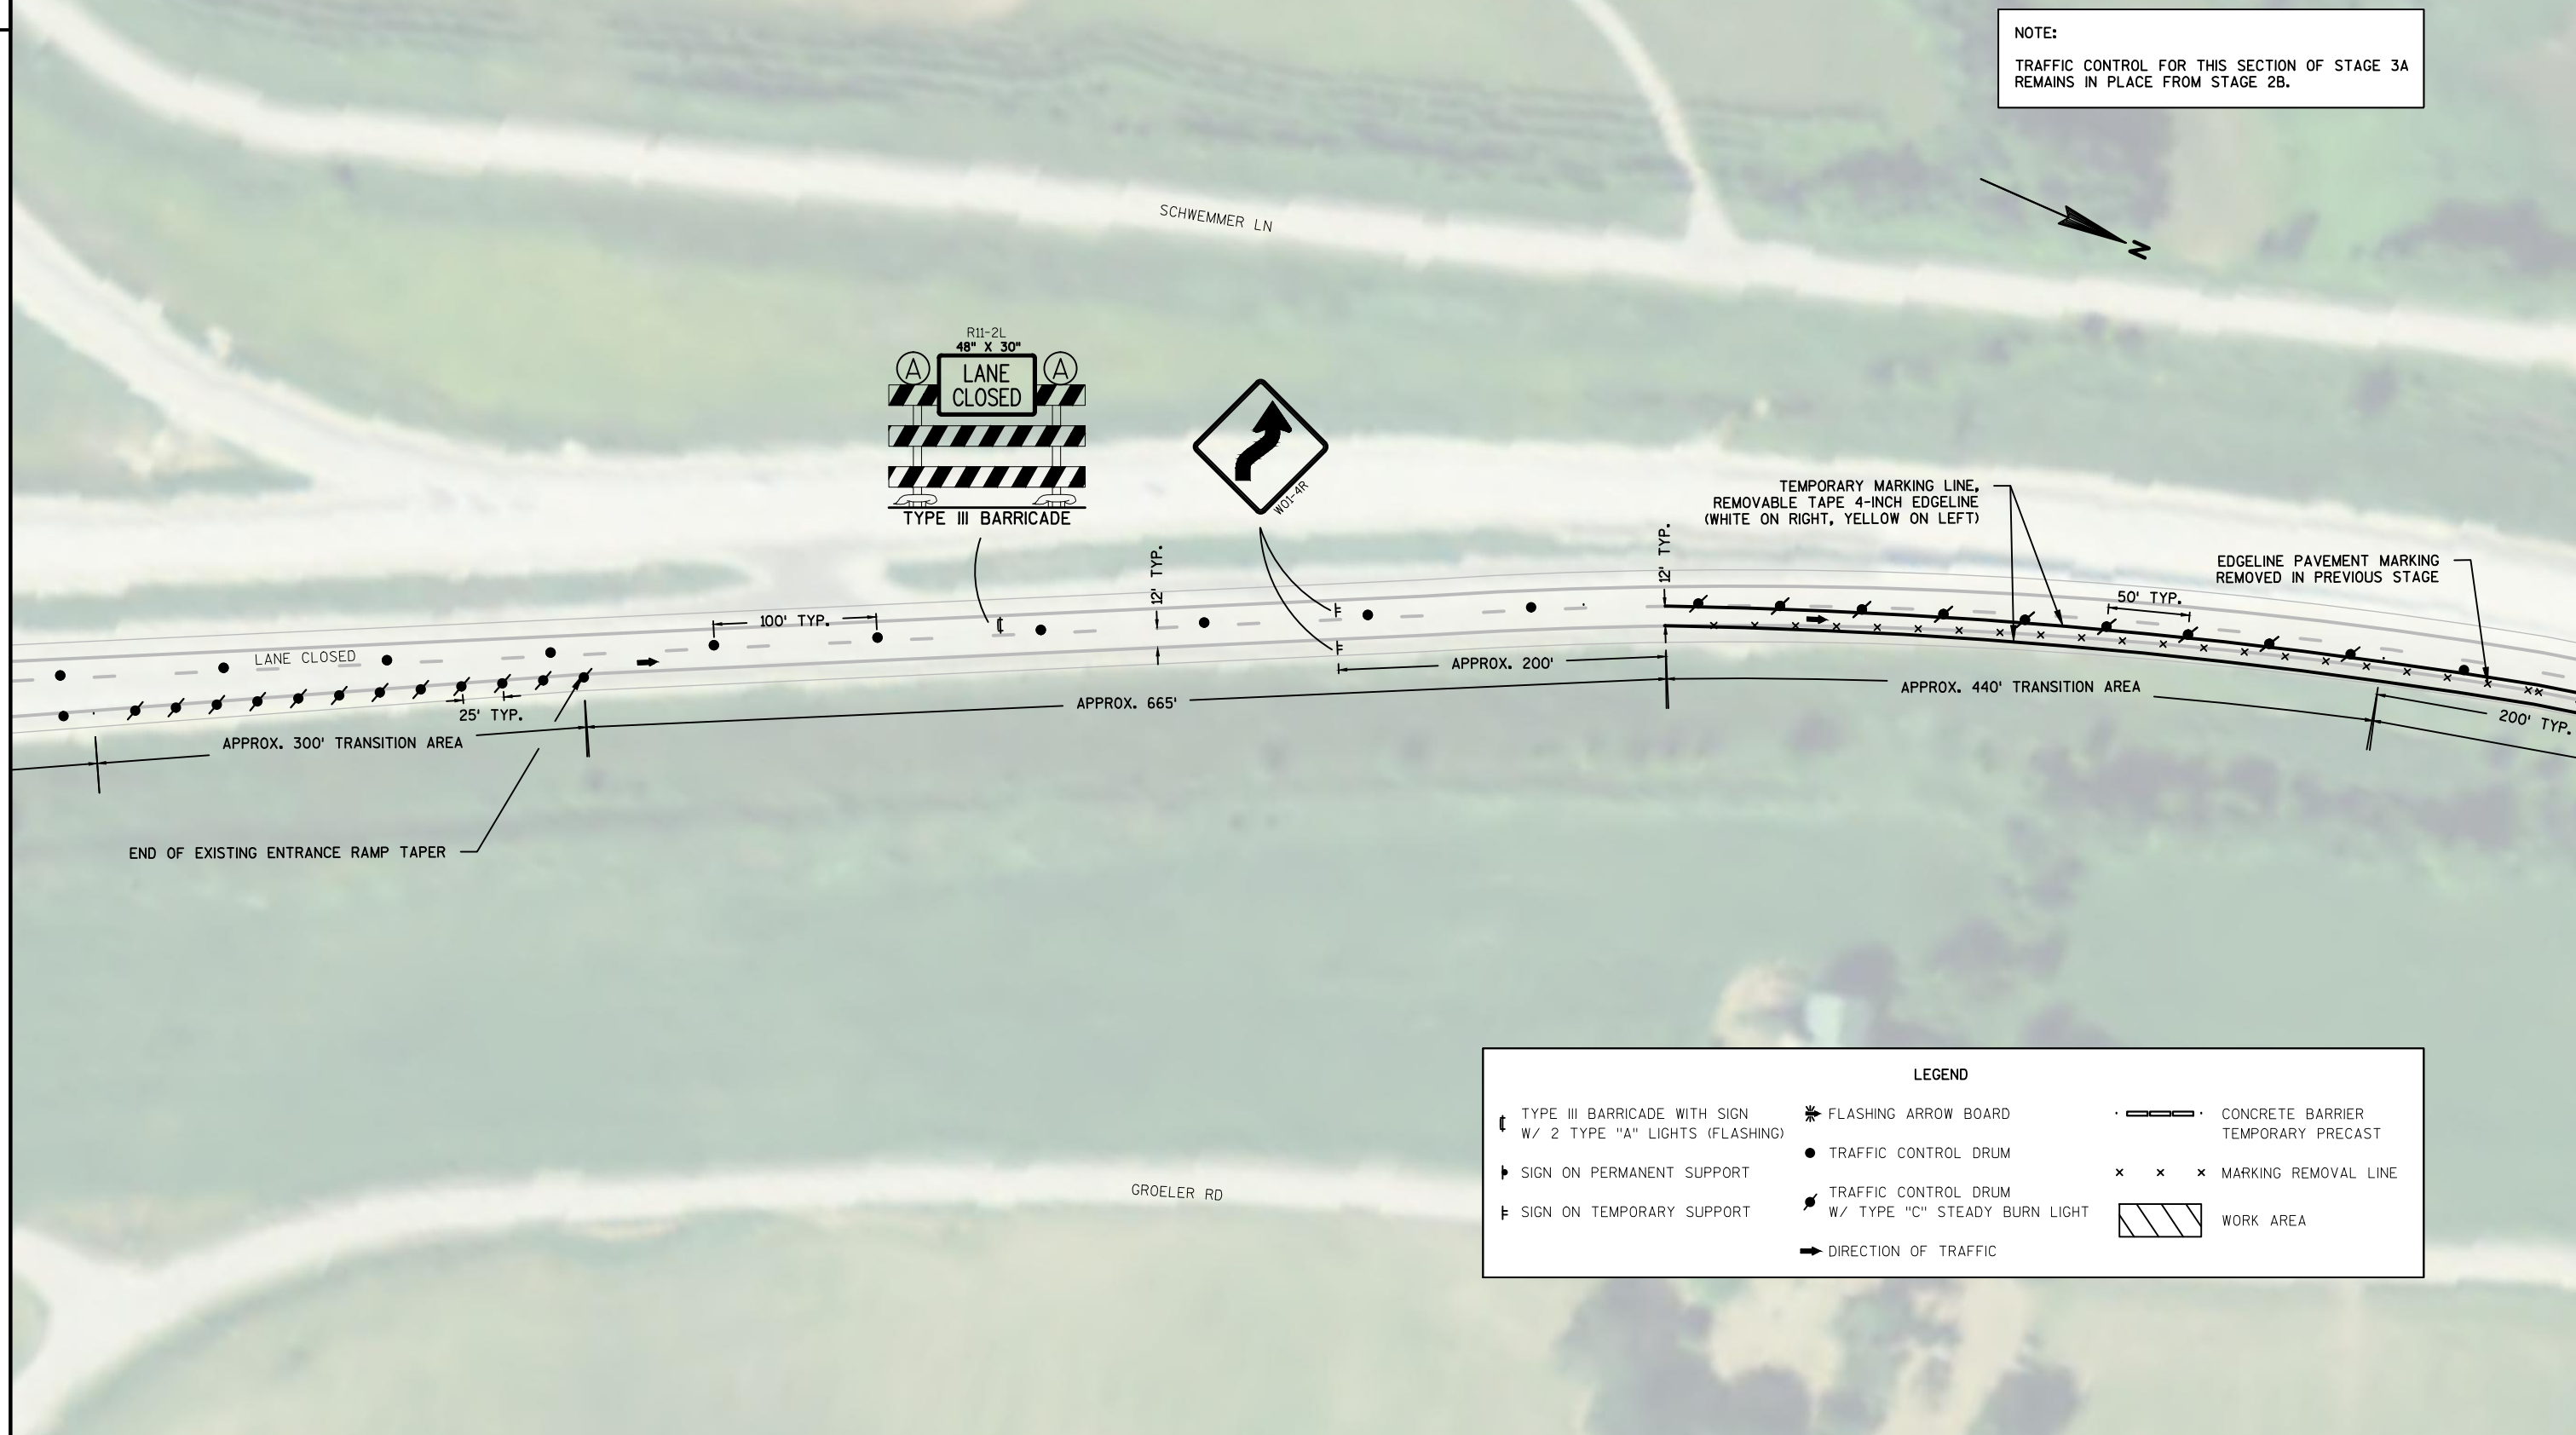 NOTE:
TRAFFIC CONTROL FOR THIS SECTION OF STAGE 3A
REMAINS IN PLACE FROM STAGE 2B.
N
SCHWEMMER LN
R11-2L
48" X 30"
A
LANE
CLOSED
A
TYPE III BARRICADE
WO1-4R
TEMPORARY MARKING LINE,
REMOVABLE TAPE 4-INCH EDGELINE
(WHITE ON RIGHT, YELLOW ON LEFT)
EDGELINE PAVEMENT MARKING
REMOVED IN PREVIOUS STAGE
12' TYP.
12' TYP.
50' TYP.
100' TYP.
LANE CLOSED
APPROX. 200'
APPROX. 665'
APPROX. 440' TRANSITION AREA
200' TYP.
25' TYP.
APPROX. 300' TRANSITION AREA
END OF EXISTING ENTRANCE RAMP TAPER
GROELER RD
LEGEND
TYPE III BARRICADE WITH SIGN
W/ 2 TYPE "A" LIGHTS (FLASHING)
SIGN ON PERMANENT SUPPORT
SIGN ON TEMPORARY SUPPORT
FLASHING ARROW BOARD
TRAFFIC CONTROL DRUM
TRAFFIC CONTROL DRUM
W/ TYPE "C" STEADY BURN LIGHT
DIRECTION OF TRAFFIC
CONCRETE BARRIER
TEMPORARY PRECAST
MARKING REMOVAL LINE
WORK AREA